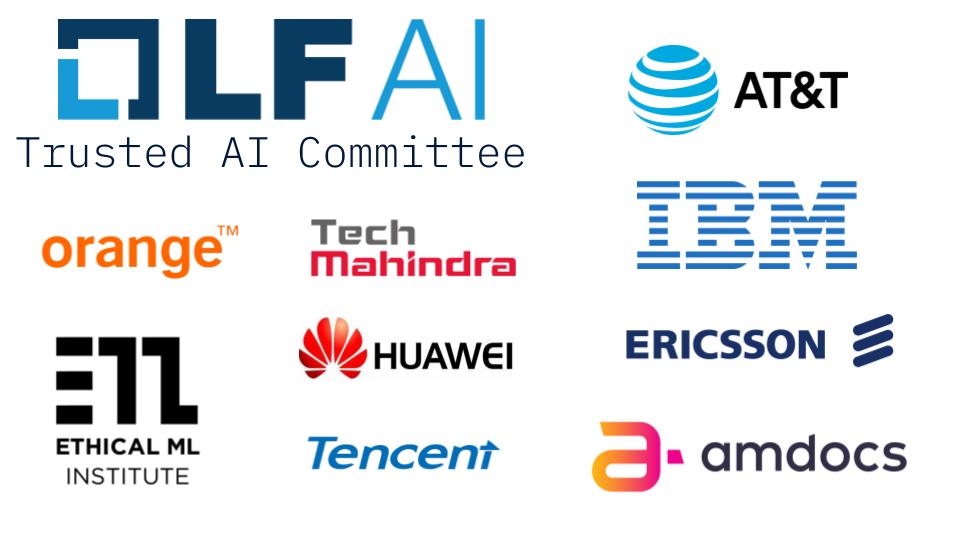 LF AI
Trusted AI Committee
AT&T
IBM
orange™
Tech
Mahindra
HUAWEI
ERICSSON
ETHICAL ML
INSTITUTE
Tencent
a
amdocs